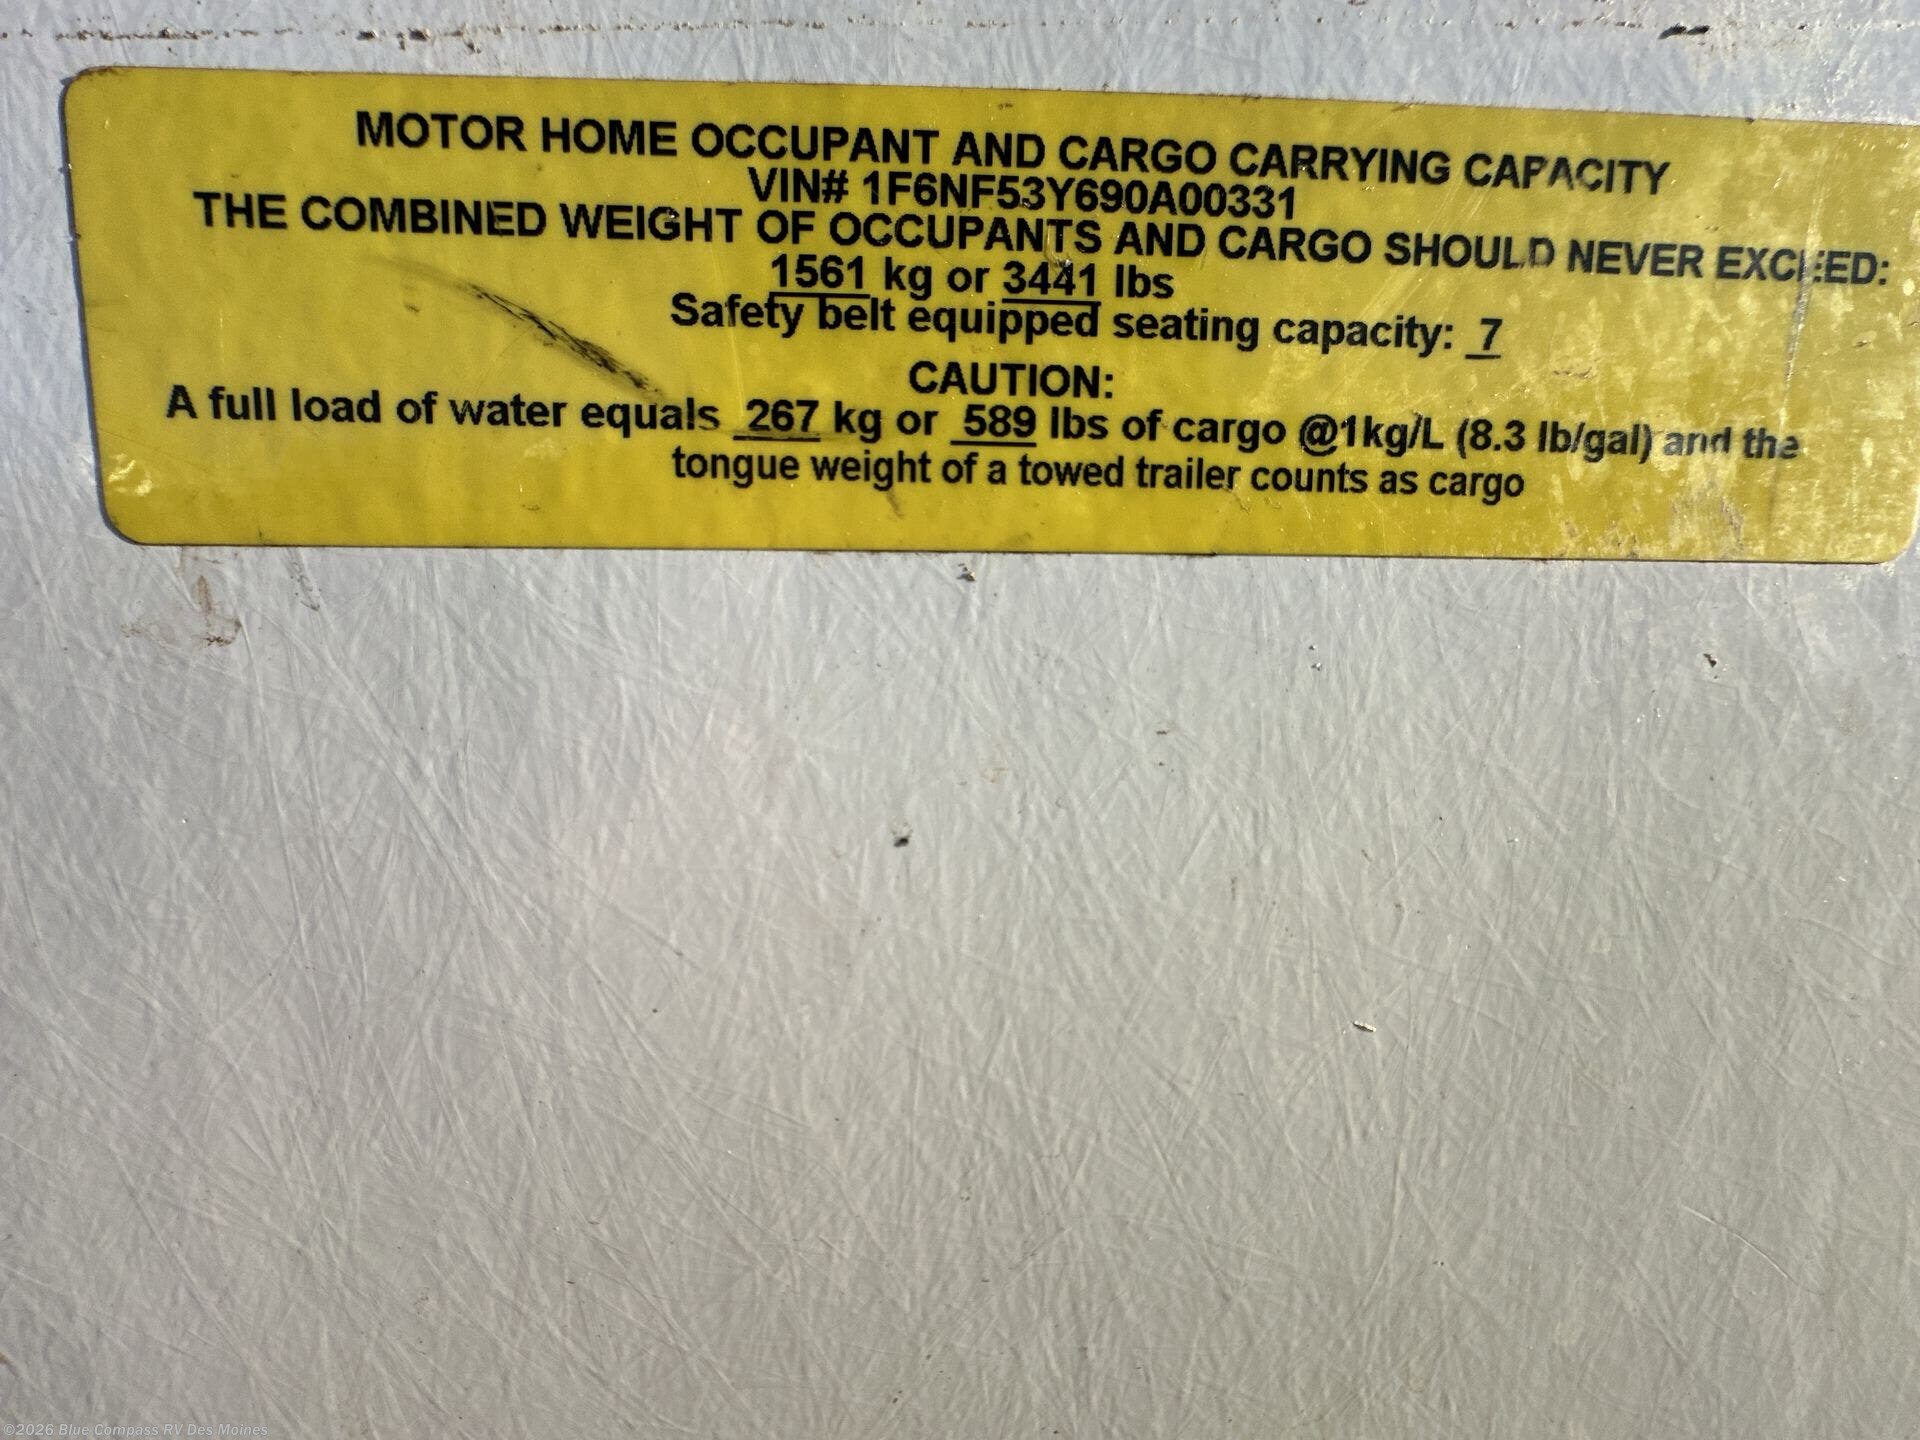 MOTOR HOME OCCUPANT AND CARGO CARRYING CAPACITY
VIN# 1F6NF53Y690A00331
THE COMBINED WEIGHT OF OCCUPANTS AND CARGO SHOULD NEVER EXCEED:
1561 kg or 3441 lbs
Safety belt equipped seating capacity: 7
CAUTION:
A full load of water equals 267 kg or 589 lbs of cargo @1kg/L (8.3 lb/gal) and the
tongue weight of a towed trailer counts as cargo
©2026 Blue Compass RV Des Moines